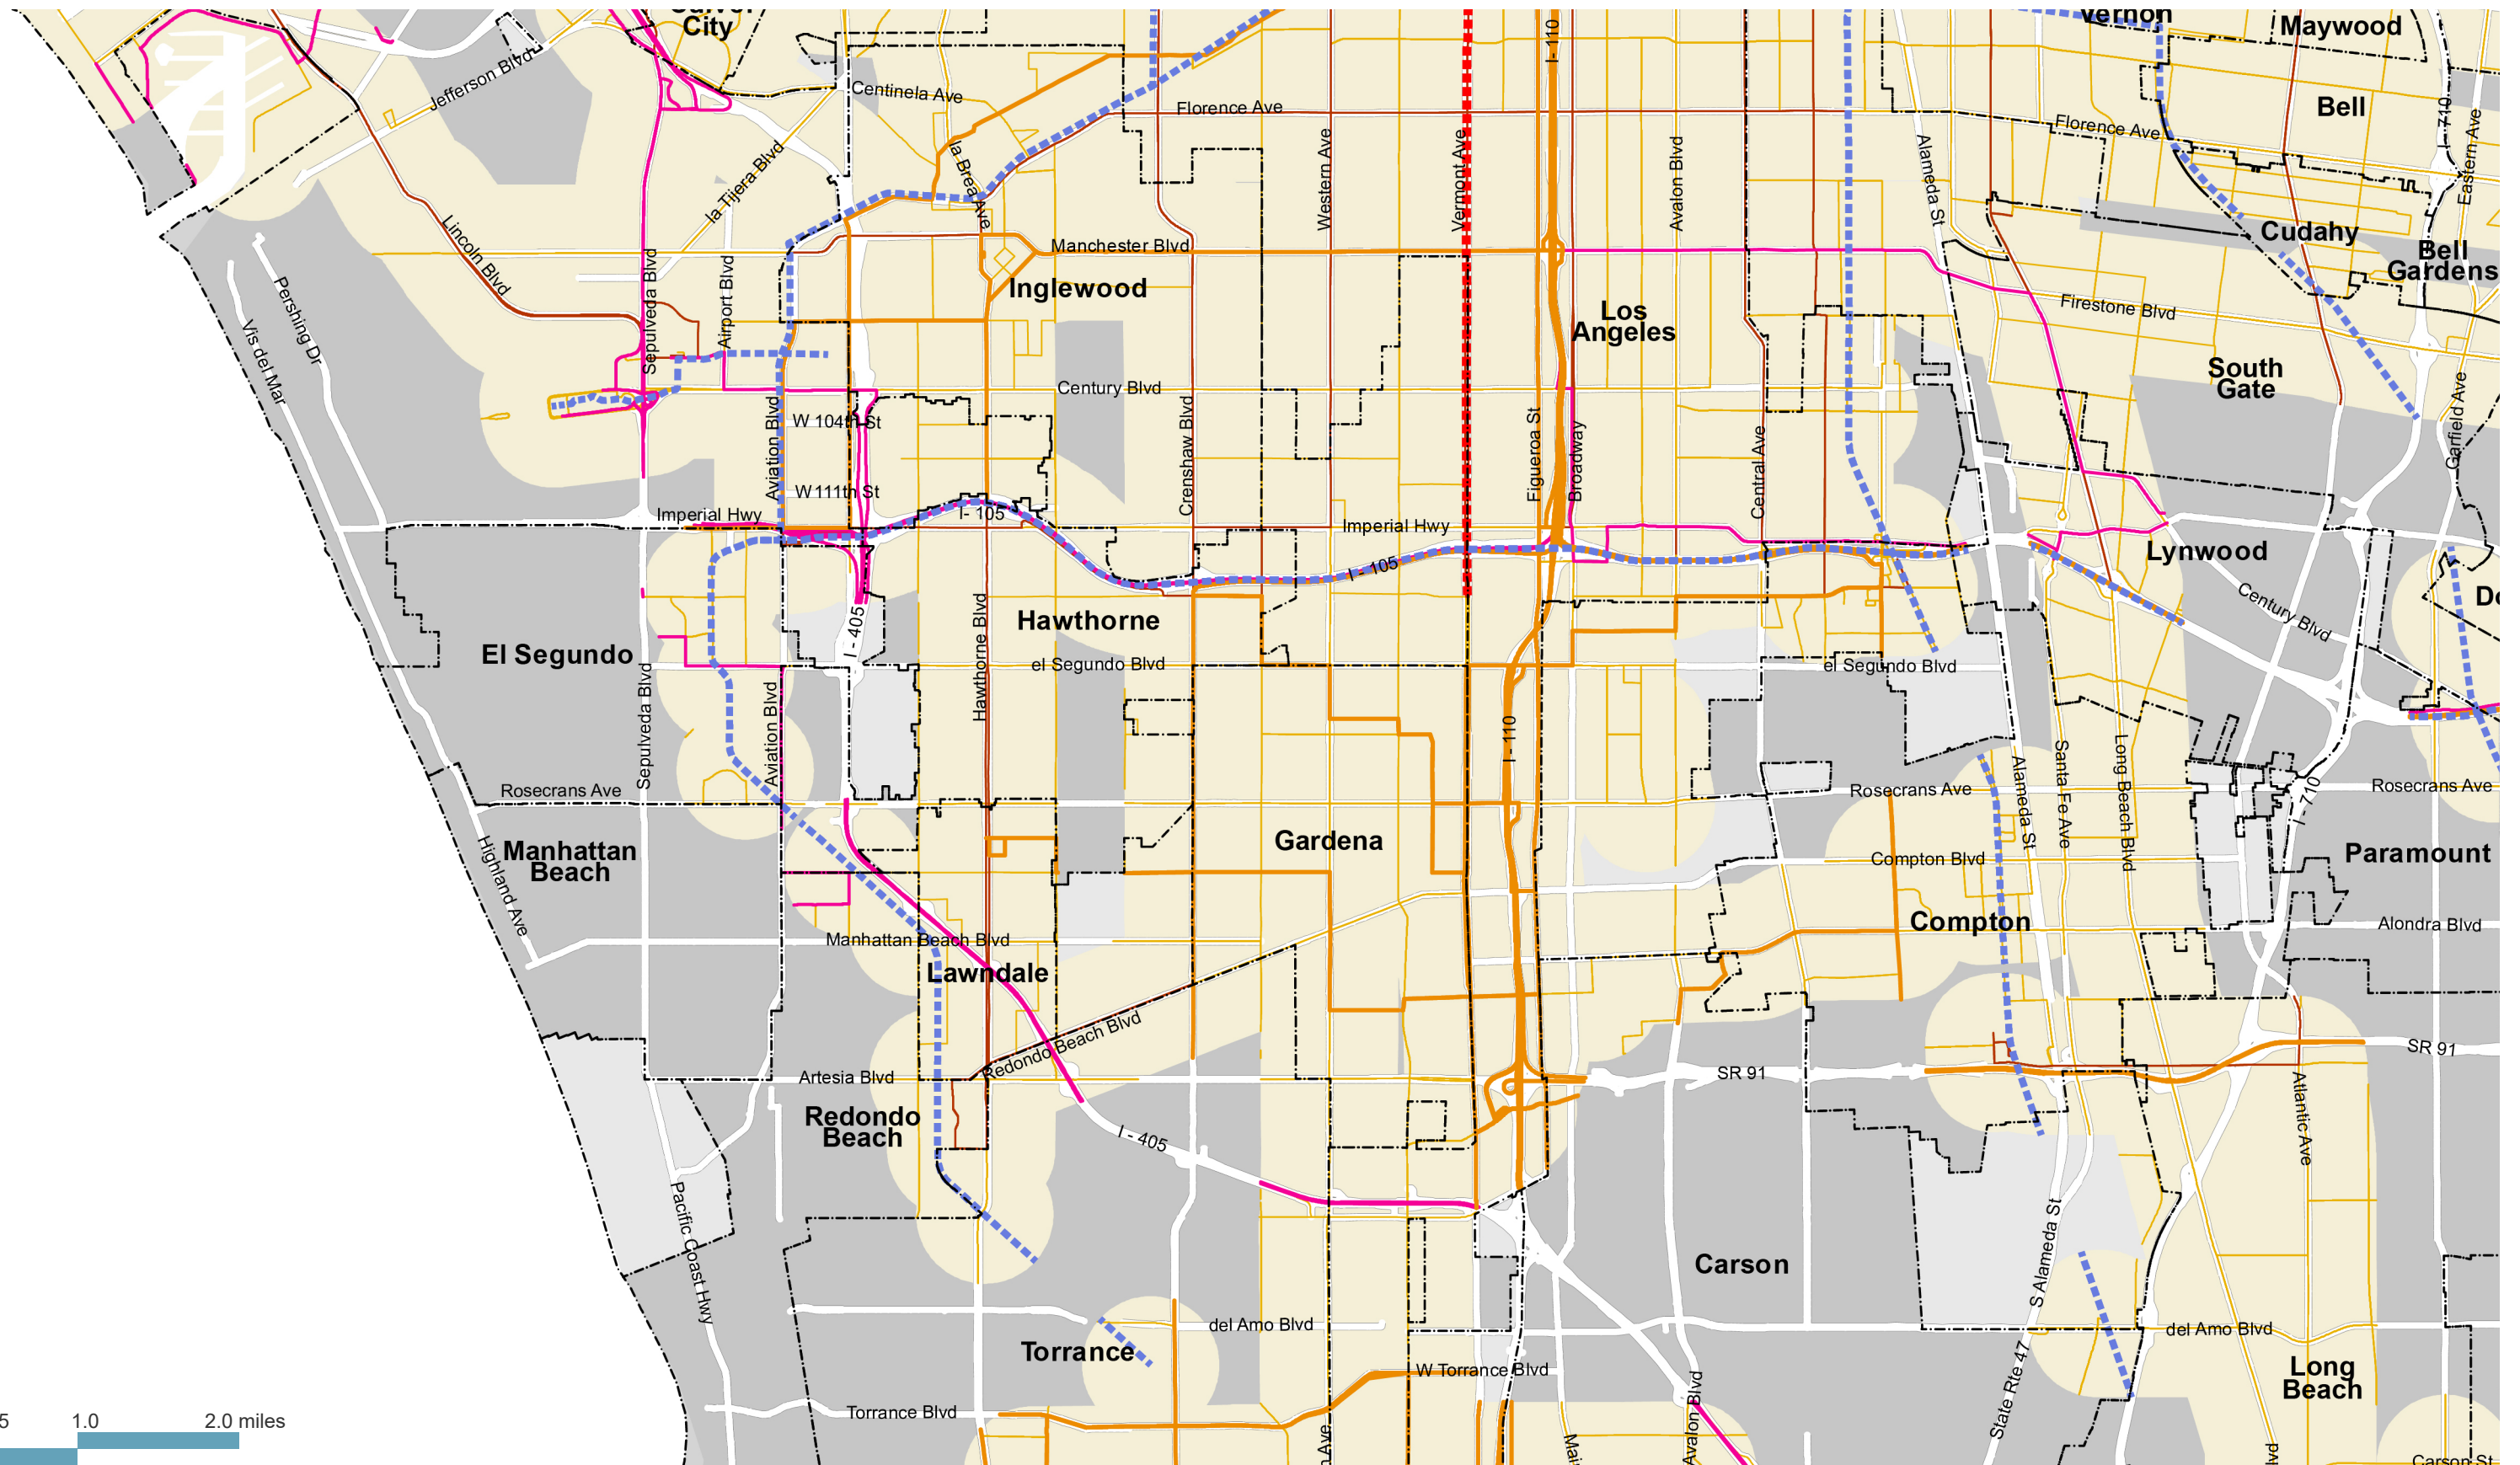 Culver
City
Vernon
Maywood
I- 110
Jefferson Blvd
Centinela Ave
Florence Ave
Bell
I - 710
Florence Ave
Eastern Ave
la Tijera Blvd
la Brea Ave
Western Ave
Vermont Ave
Avalon Blvd
Alameda St
Lincoln Blvd
Manchester Blvd
Cudahy
Bell
Gardens
Pershing Dr
Vis del Mar
Sepulveda Blvd
Airport Blvd
Inglewood
Los
Angeles
Firestone Blvd
South
Gate
Century Blvd
Aviation Blvd
W 104th St
Crenshaw Blvd
Figueroa St
Broadway
Central Ave
Garfield Ave
W 111th St
Imperial Hwy
I- 105
Imperial Hwy
I - 105
Lynwood
Century Blvd
El Segundo
I - 405
Hawthorne
el Segundo Blvd
el Segundo Blvd
Hawthorne Blvd
Sepulveda Blvd
Aviation Blvd
I - 110
Alameda St
Santa Fe Ave
Long Beach Blvd
I - 710
Rosecrans Ave
Rosecrans Ave
Rosecrans Ave
Manhattan
Beach
Highland Ave
Gardena
Compton Blvd
Paramount
Compton
Alondra Blvd
Manhattan Beach Blvd
Lawndale
Redondo Beach Blvd
Artesia Blvd
SR 91
SR 91
Redondo
Beach
I - 405
Atlantic Ave
Pacific Coast Hwy
Carson
S Alameda St
Torrance
del Amo Blvd
del Amo Blvd
W Torrance Blvd
State Rte 47
Long
Beach
Torrance Blvd
Avalon Blvd
Carson St
5
1.0
2.0 miles